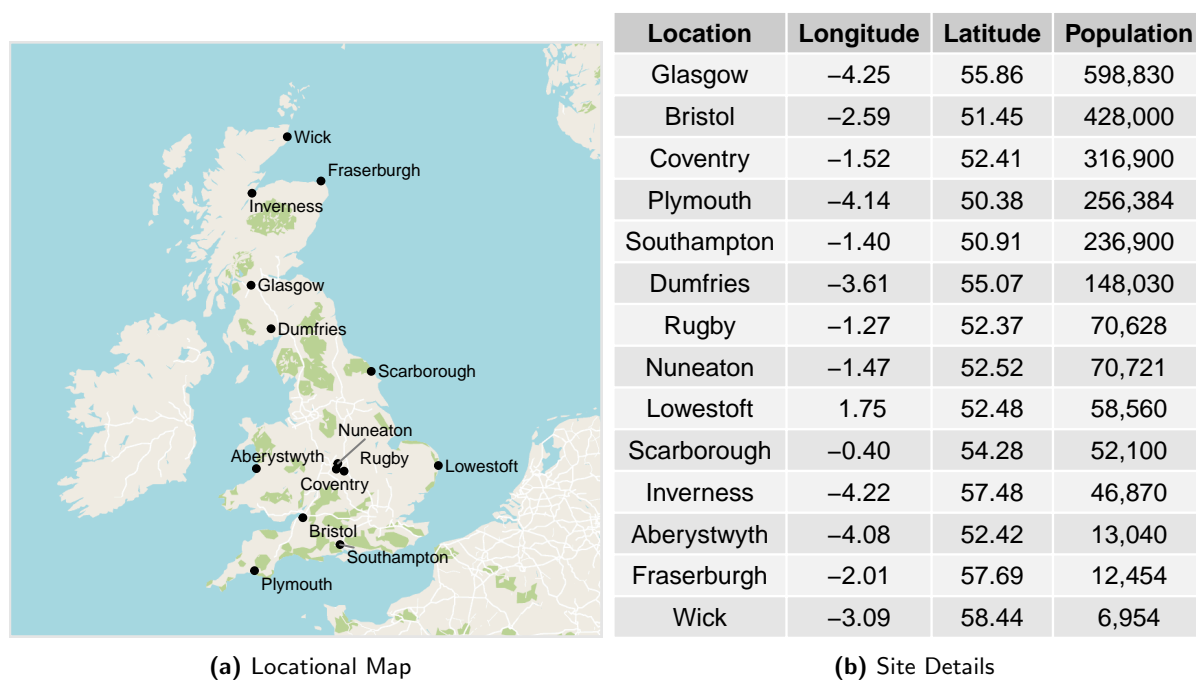 Wick
Fraserburgh
Inverness
Glasgow
Dumfries
Scarborough
Nuneaton
Aberystwyth
Rugby
Lowestoft
Coventry
Bristol
Southampton
Plymouth
(a) Locational Map
Location Longitude Latitude Population
Glasgow −4.25 55.86 598,830
Bristol −2.59 51.45 428,000
Coventry −1.52 52.41 316,900
Plymouth −4.14 50.38 256,384
Southampton −1.40 50.91 236,900
Dumfries −3.61 55.07 148,030
Rugby −1.27 52.37 70,628
Nuneaton −1.47 52.52 70,721
Lowestoft 1.75 52.48 58,560
Scarborough −0.40 54.28 52,100
Inverness −4.22 57.48 46,870
Aberystwyth −4.08 52.42 13,040
Fraserburgh −2.01 57.69 12,454
Wick −3.09 58.44 6,954
(b) Site Details